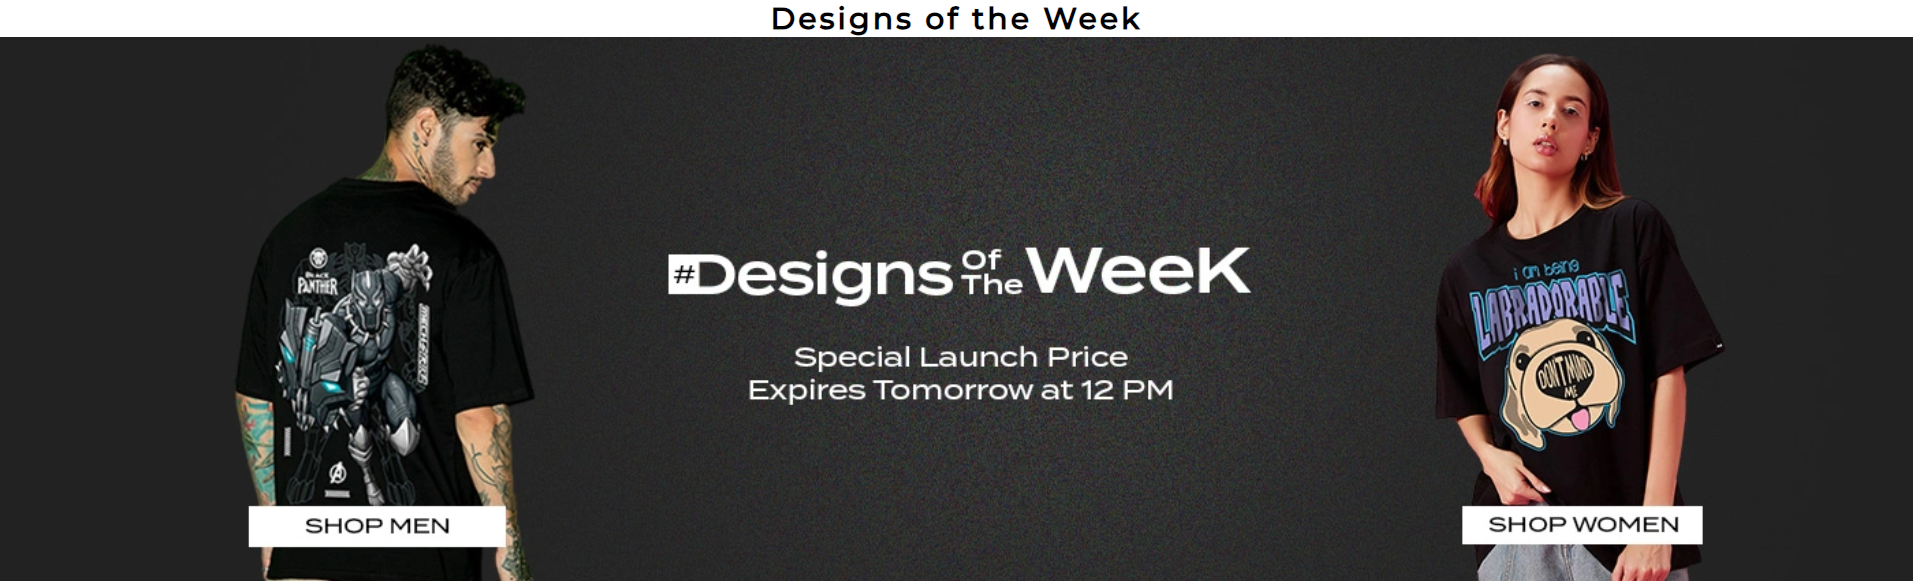 Designs of the Week
#Designs Of The WeeK
Special Launch Price
Expires Tomorrow at 12 PM
BLACK
PANTHER
i am being
LABRADORABLE
DON'T MIND
ME
SHOP MEN
SHOP WOMEN